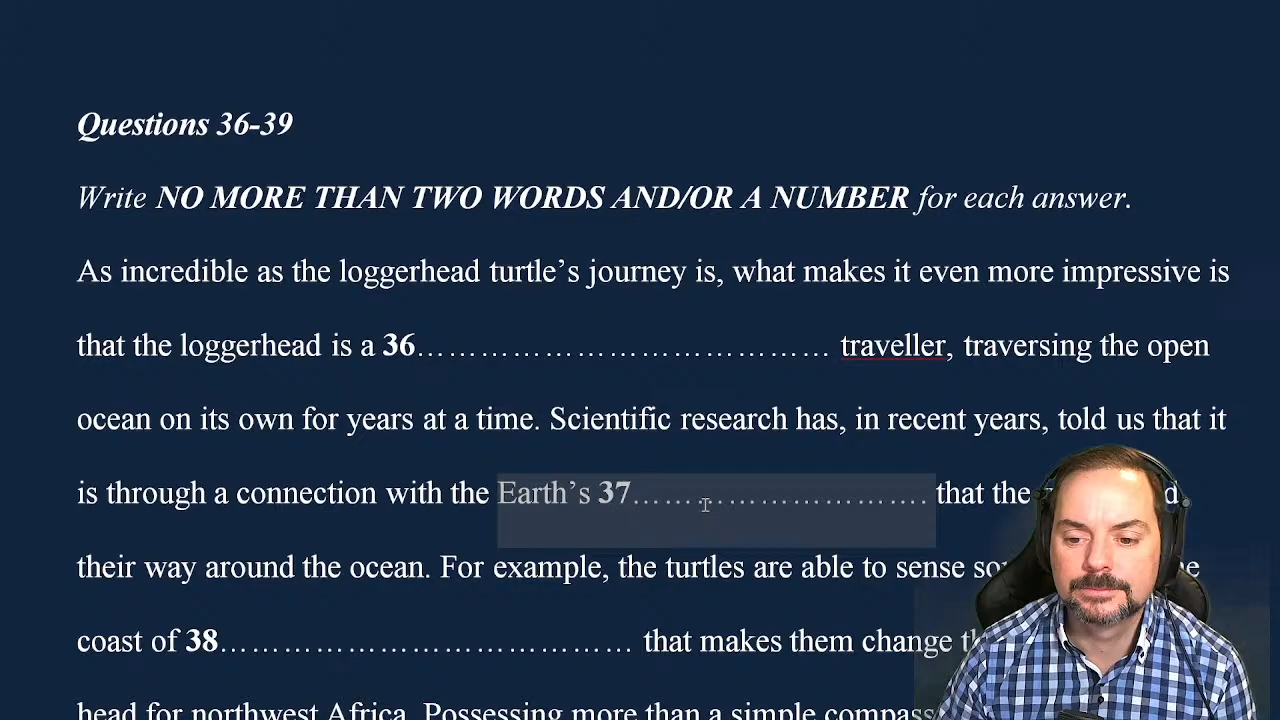 Questions 36-39
Write NO MORE THAN TWO WORDS AND/OR A NUMBER for each answer.
As incredible as the loggerhead turtle’s journey is, what makes it even more impressive is
that the loggerhead is a 36……………………………… traveller, traversing the open
ocean on its own for years at a time. Scientific research has, in recent years, told us that it
is through a connection with the Earth’s 37……………………… that the
their way around the ocean. For example, the turtles are able to sense
coast of 38……………………………… that makes them change
head for northwest Africa. Possessing more than a simple compass